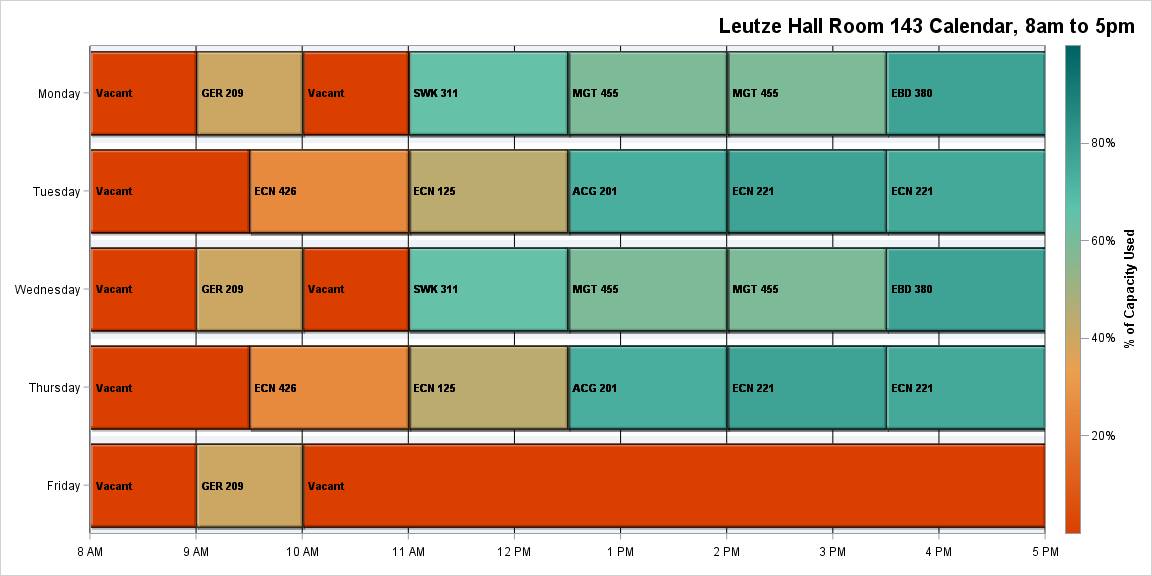 Leutze Hall Room 143 Calendar, 8am to 5pm
Monday
Vacant
GER 209
Vacant
SWK 311
MGT 455
MGT 455
EBD 380
Tuesday
Vacant
ECN 426
ECN 125
ACG 201
ECN 221
ECN 221
Wednesday
Vacant
GER 209
Vacant
SWK 311
MGT 455
MGT 455
EBD 380
Thursday
Vacant
ECN 426
ECN 125
ACG 201
ECN 221
ECN 221
Friday
Vacant
GER 209
Vacant
8 AM
9 AM
10 AM
11 AM
12 PM
1 PM
2 PM
3 PM
4 PM
5 PM
80%
60%
40%
20%
% of Capacity Used